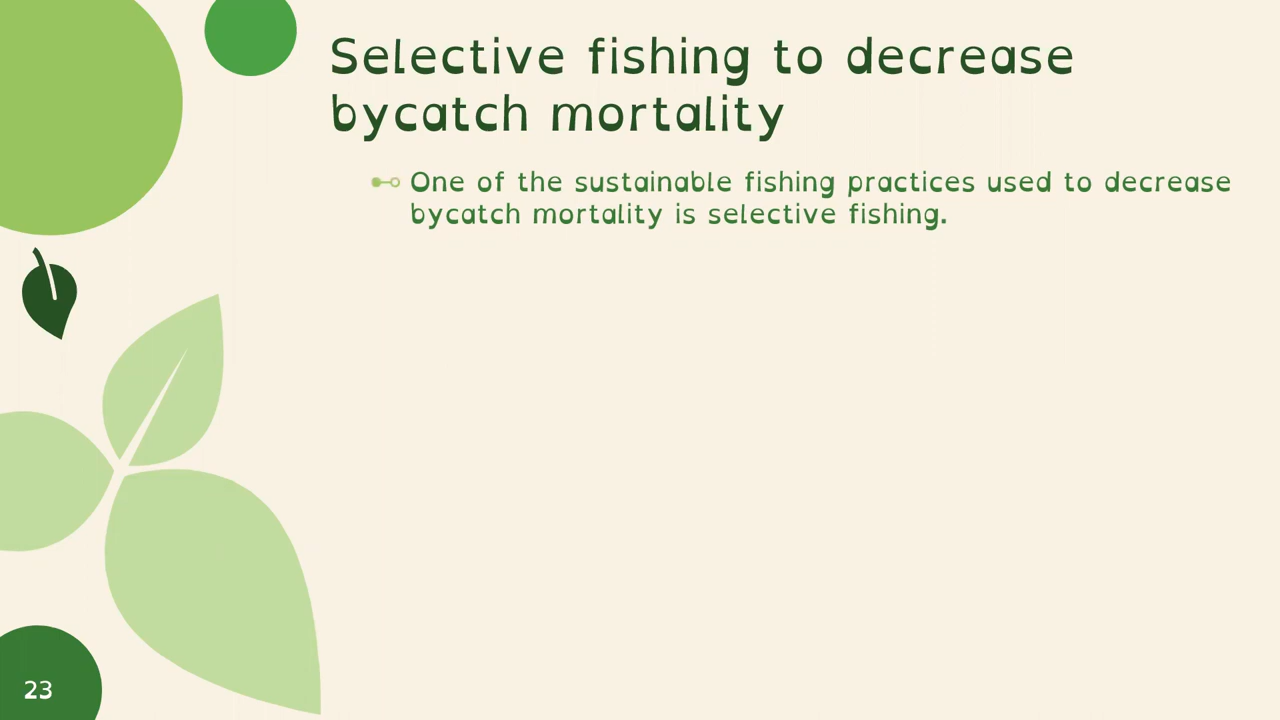 Selective fishing to decrease
bycatch mortality
One of the sustainable fishing practices used to decrease
bycatch mortality is selective fishing.
23